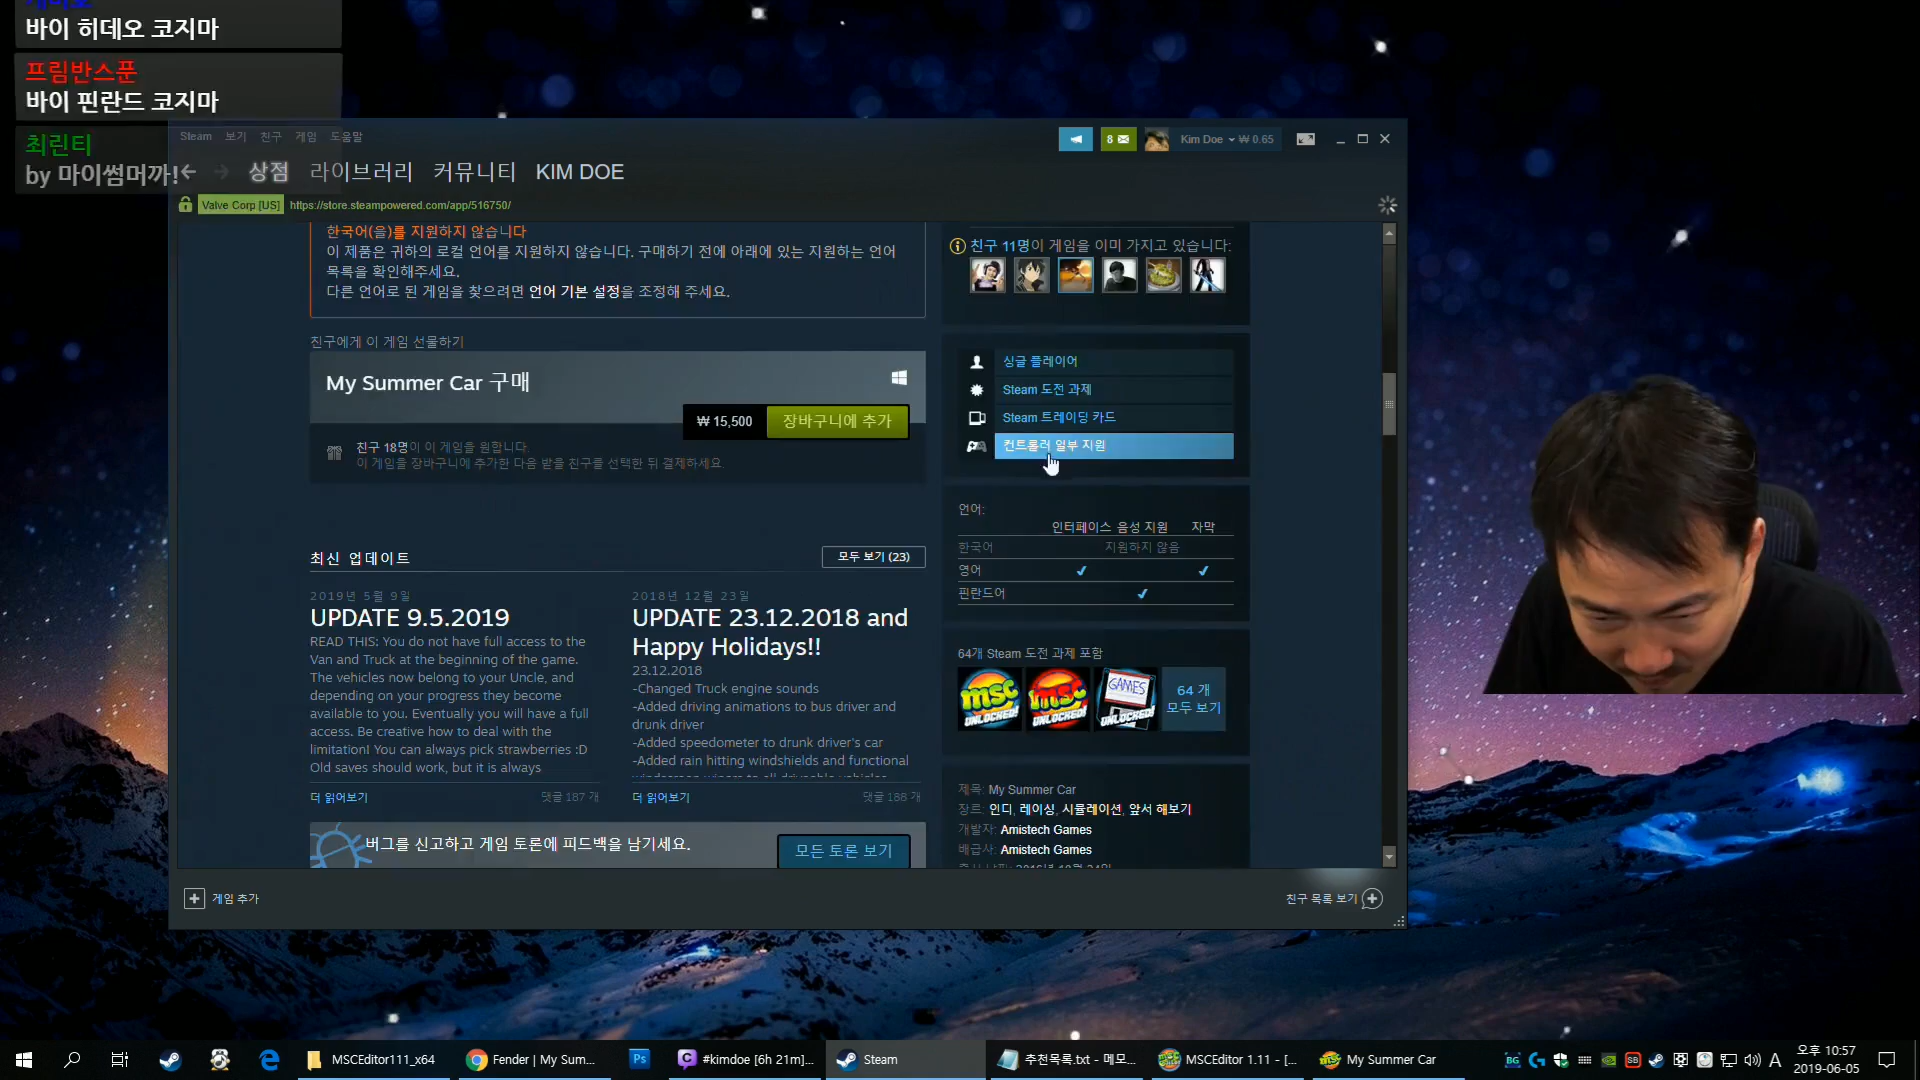 바이 히데오 코지마
프림반스푼
바이 핀란드 코지마
최린티
by 마이썸머까!
Steam 보기 친구 게임 도움말
8
Kim Doe ₩ 0.65
상점 라이브러리 커뮤니티 KIM DOE
Valve Corp [US] https://store.steampowered.com/app/516750/
한국어(을)를 지원하지 않습니다
이 제품은 귀하의 로컬 언어를 지원하지 않습니다. 구매하기 전에 아래에 있는 지원하는 언어
목록을 확인해주세요.
다른 언어로 된 게임을 찾으려면 언어 기본 설정을 조정해 주세요.
친구에게 이 게임 선물하기
My Summer Car 구매
₩ 15,500 장바구니에 추가
친구 18명이 이 게임을 원합니다.
이 게임을 장바구니에 추가한 다음 받을 친구를 선택한 뒤 결제하세요.
최신 업데이트 모두 보기 (23)
2019년 5월 9일
UPDATE 9.5.2019
READ THIS: You do not have full access to the
Van and Truck at the beginning of the game.
The vehicles now belong to your Uncle, and
depending on your progress they become
available to you. Eventually you will have a full
access. Be creative how to deal with the
limitation! You can always pick strawberries :D
Old saves should work, but it is always
더 읽어보기 댓글 187 개
2018년 12월 23일
UPDATE 23.12.2018 and
Happy Holidays!!
23.12.2018
-Changed Truck engine sounds
-Added driving animations to bus driver and
drunk driver
-Added speedometer to drunk driver's car
-Added rain hitting windshields and functional
더 읽어보기 댓글 188 개
버그를 신고하고 게임 토론에 피드백을 남기세요. 모든 토론 보기
친구 11명이 게임을 이미 가지고 있습니다:
싱글 플레이어
Steam 도전 과제
Steam 트레이딩 카드
컨트롤러 일부 지원
언어:
인터페이스 음성 지원 자막
한국어 지원하지 않음
영어 ✔ ✔
핀란드어 ✔
64개 Steam 도전 과제 포함
msc UNLOCKED!
msc UNLOCKED!
GAMES UNLOCKED!
64 개
모두 보기
제목: My Summer Car
장르: 인디, 레이싱, 시뮬레이션, 앞서 해보기
개발자: Amistech Games
배급사: Amistech Games
게임 추가
친구 목록 보기
MSCEditor111_x64
Fender | My Sum...
Ps
#kimdoe [6h 21m]...
Steam
추천목록.txt - 메모...
MSCEditor 1.11 - [...
My Summer Car
BG
SB
A
오후 10:57
2019-06-05